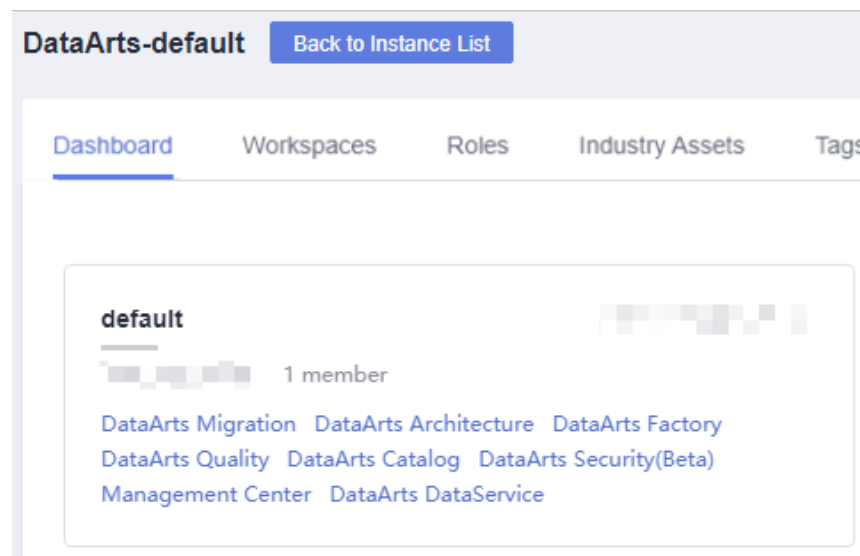 DataArts-default Back to Instance List
Dashboard Workspaces Roles Industry Assets Tags
default
1 member
DataArts Migration DataArts Architecture DataArts Factory
DataArts Quality DataArts Catalog DataArts Security(Beta)
Management Center DataArts DataService